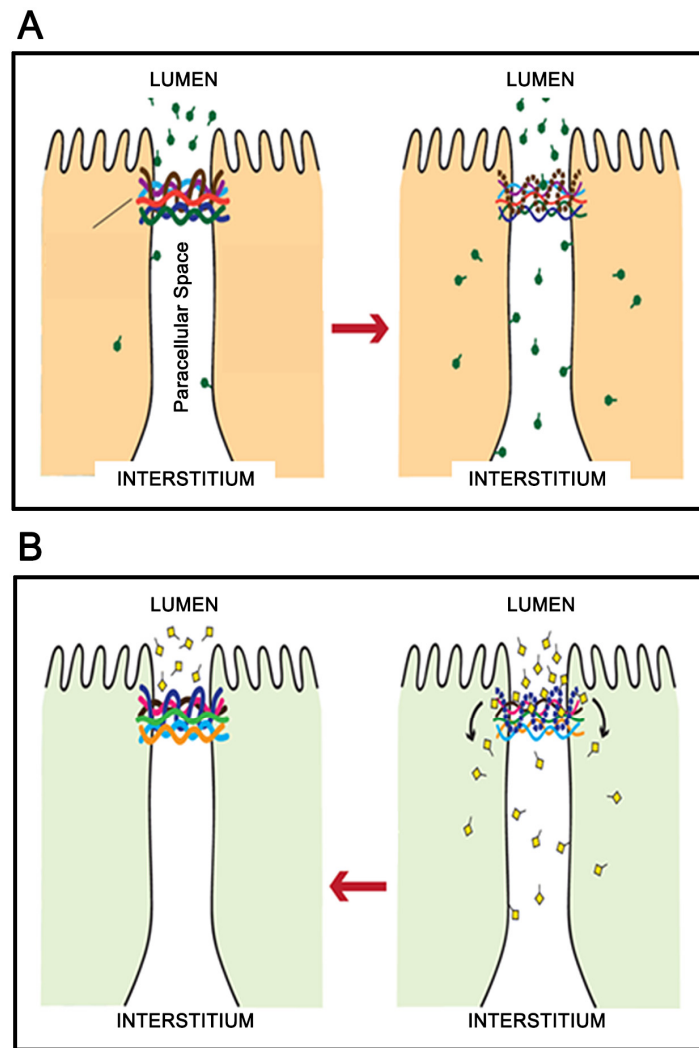 A
LUMEN
LUMEN
Paracellular Space
INTERSTITIUM
INTERSTITIUM
B
LUMEN
LUMEN
INTERSTITIUM
INTERSTITIUM